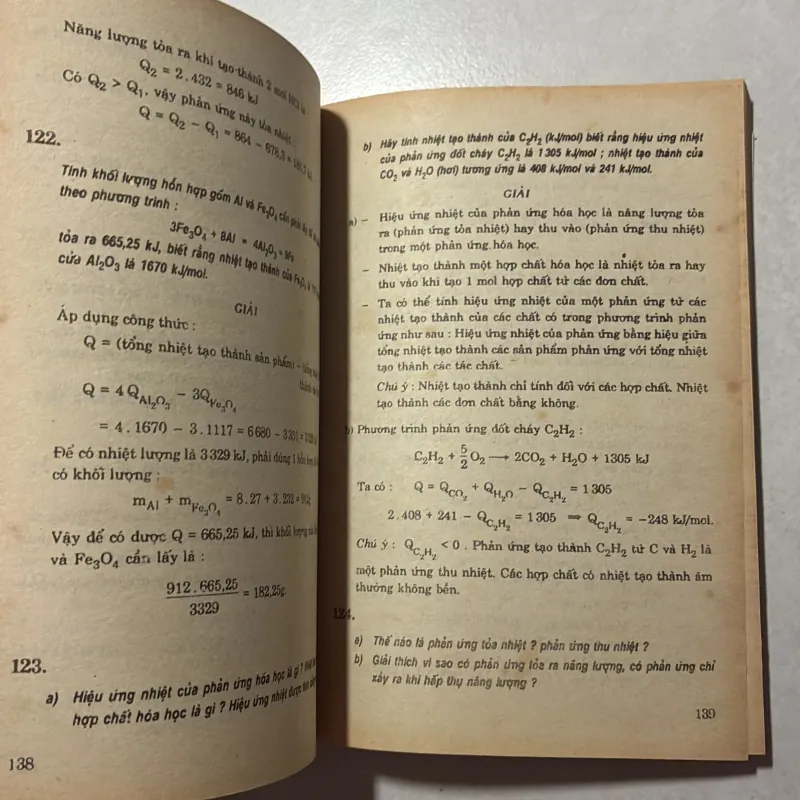 Năng lượng tỏa ra khi tạo thành 2 mol
Q₂ = 2 . 432 = 846 kJ
Có Q₂ > Q₁, vậy phản ứng này tỏa nhiệt :
Q = Q₂ – Q₁ = 864 – 678,3 =
122.
Tính khối lượng hỗn hợp gồm Al và Fe₃O₄ cần phải lấy để
theo phương trình :
3Fe₃O₄ + 8Al = 4Al₂O₃ + 9Fe
tỏa ra 665,25 kJ, biết rằng nhiệt tạo thành của Fe₃O₄ là
của Al₂O₃ là 1670 kJ/mol.
GIẢI
Áp dụng công thức :
Q = (tổng nhiệt tạo thành sản phẩm) –
Q = 4Q_Al₂O₃ – 3Q_Fe₃O₄
= 4 . 1670 – 3 . 1117 = 6680 –
Để có nhiệt lượng là 3329 kJ, phải dùng 1
có khối lượng :
m_Al + m_Fe₃O₄ = 8 . 27 + 3 . 232 =
Vậy để có được Q = 665,25 kJ, thì khối lượng
và Fe₃O₄ cần lấy là :
912 . 665,25 / 3329 = 182,25g
123.
a) Hiệu ứng nhiệt của phản ứng hóa học là gì ?
hợp chất hóa học là gì ? Hiệu ứng nhiệt được
138
b) Hãy tính nhiệt tạo thành của C₂H₂ (kJ/mol) biết rằng hiệu ứng nhiệt
của phản ứng đốt cháy C₂H₂ là 1305 kJ/mol ; nhiệt tạo thành của
CO₂ và H₂O (hơi) tương ứng là 408 kJ/mol và 241 kJ/mol.
GIẢI
a) – Hiệu ứng nhiệt của phản ứng hóa học là năng lượng tỏa
ra (phản ứng tỏa nhiệt) hay thu vào (phản ứng thu nhiệt)
trong một phản ứng hóa học.
– Nhiệt tạo thành một hợp chất hóa học là nhiệt tỏa ra hay
thu vào khi tạo 1 mol hợp chất từ các đơn chất.
– Ta có thể tính hiệu ứng nhiệt của một phản ứng từ các
nhiệt tạo thành của các chất có trong phương trình phản
ứng như sau : Hiệu ứng nhiệt của phản ứng bằng hiệu giữa
tổng nhiệt tạo thành các sản phẩm phản ứng với tổng nhiệt
tạo thành các tác chất.
Chú ý : Nhiệt tạo thành chỉ tính đối với các hợp chất. Nhiệt
tạo thành các đơn chất bằng không.
b) Phương trình phản ứng đốt cháy C₂H₂ :
C₂H₂ + 5/2 O₂ ⟶ 2CO₂ + H₂O + 1305 kJ
Ta có : Q = Q_CO₂ + Q_H₂O – Q_C₂H₂ = 1305
2 . 408 + 241 – Q_C₂H₂ = 1305 ⟹ Q_C₂H₂ = –248 kJ/mol.
Chú ý : Q_C₂H₂ < 0 . Phản ứng tạo thành C₂H₂ từ C và H₂ là
một phản ứng thu nhiệt. Các hợp chất có nhiệt tạo thành âm
thường không bền.
124.
a) Thế nào là phản ứng tỏa nhiệt ? phản ứng thu nhiệt ?
b) Giải thích vì sao có phản ứng tỏa ra năng lượng, có phản ứng chỉ
xảy ra khi hấp thụ năng lượng ?
139